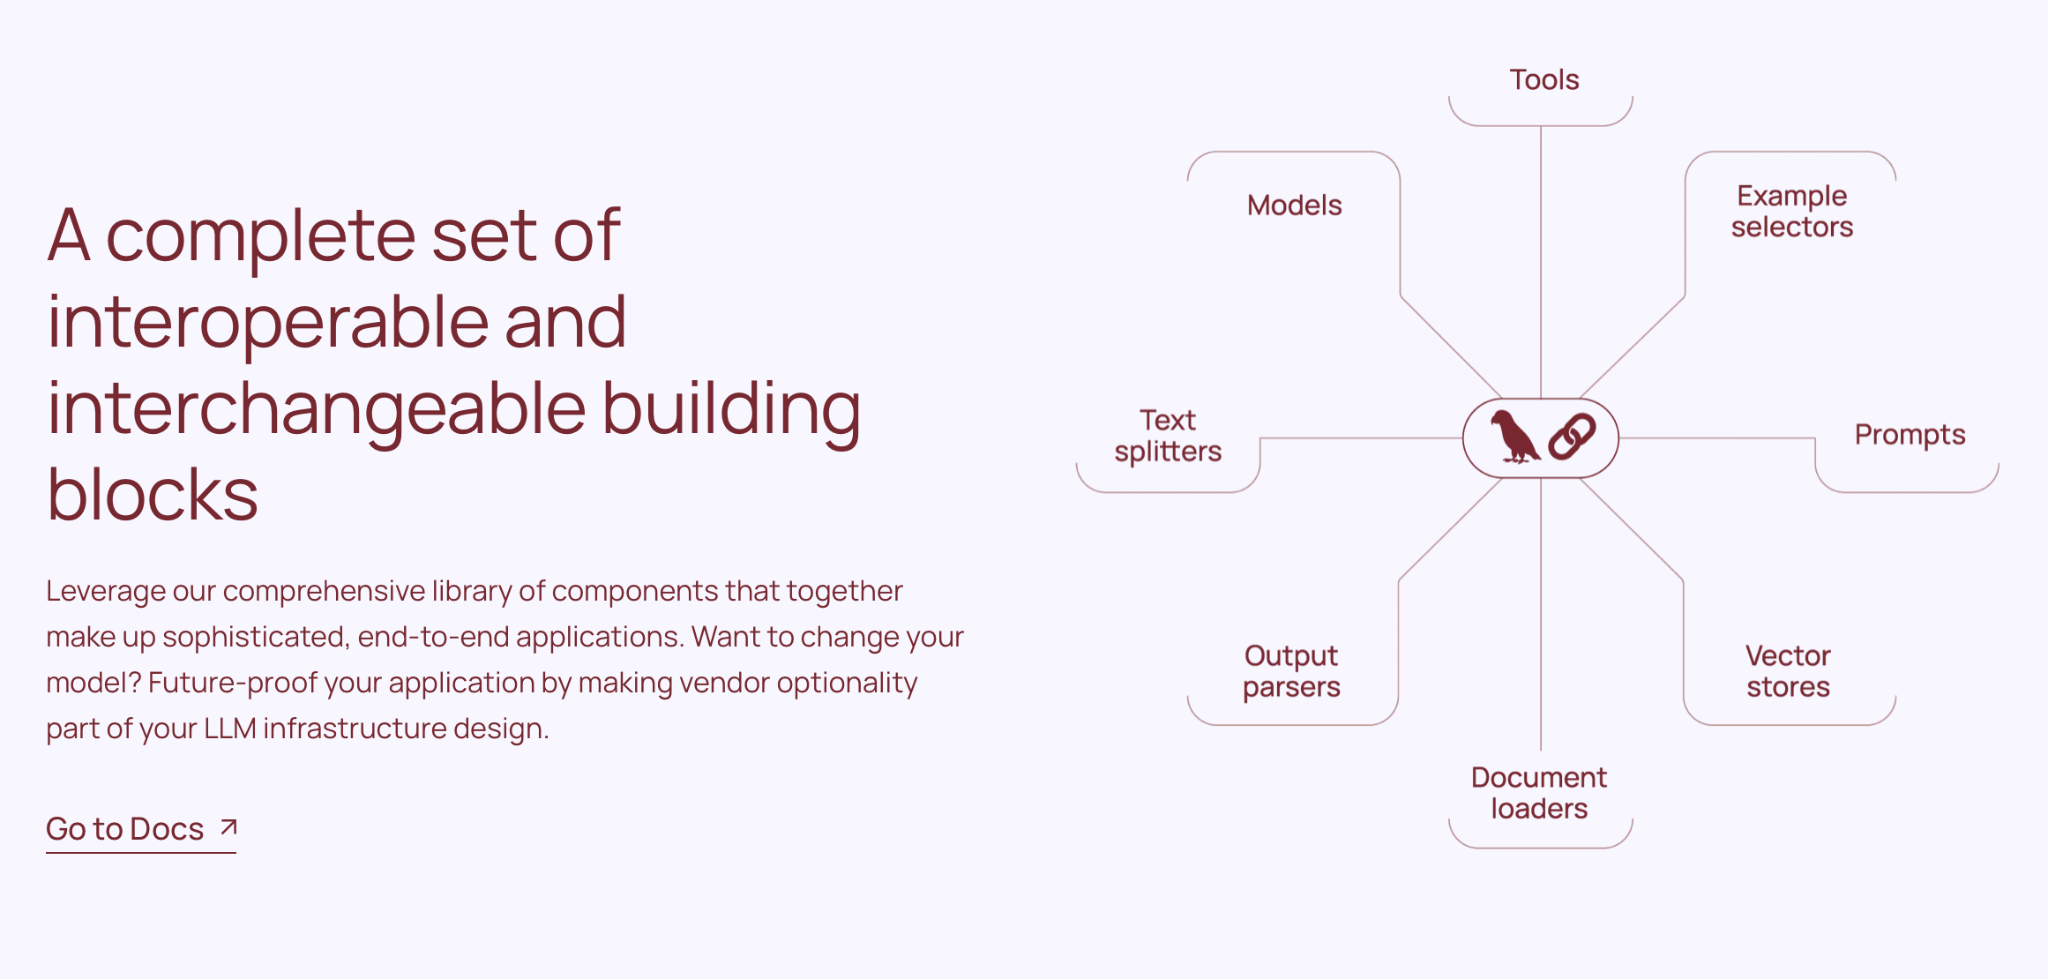 A complete set of
interoperable and
interchangeable building
blocks
Leverage our comprehensive library of components that together
make up sophisticated, end-to-end applications. Want to change your
model? Future-proof your application by making vendor optionality
part of your LLM infrastructure design.
Go to Docs
Tools
Models
Example
selectors
Text
splitters
Prompts
Output
parsers
Vector
stores
Document
loaders